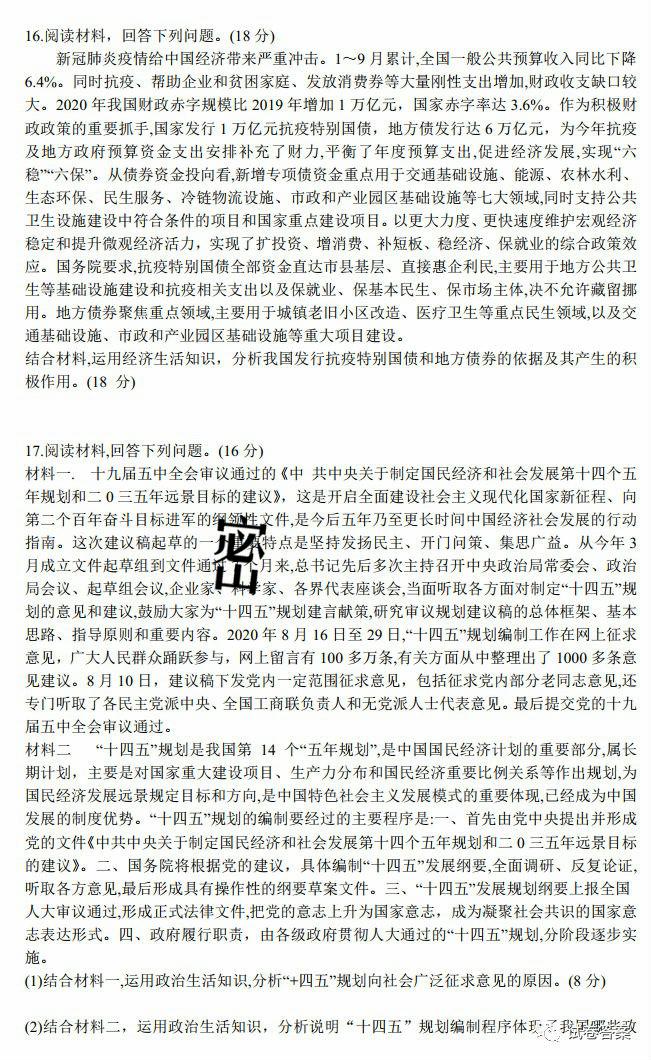 16.阅读材料，回答下列问题。(18 分)
新冠肺炎疫情给中国经济带来严重冲击。1～9 月累计,全国一般公共预算收入同比下降
6.4%。同时抗疫、帮助企业和贫困家庭、发放消费券等大量刚性支出增加,财政收支缺口较
大。2020 年我国财政赤字规模比 2019 年增加 1 万亿元，国家赤字率达 3.6%。作为积极财
政政策的重要抓手,国家发行 1 万亿元抗疫特别国债，地方债发行达 6 万亿元，为今年抗疫
及地方政府预算资金支出安排补充了财力,平衡了年度预算支出,促进经济发展,实现“六
稳”“六保”。从债券资金投向看,新增专项债资金重点用于交通基础设施、能源、农林水利、
生态环保、民生服务、冷链物流设施、市政和产业园区基础设施等七大领域,同时支持公共
卫生设施建设中符合条件的项目和国家重点建设项目。以更大力度、更快速度维护宏观经济
稳定和提升微观经济活力，实现了扩投资、增消费、补短板、稳经济、保就业的综合政策效
应。国务院要求,抗疫特别国债全部资金直达市县基层、直接惠企利民,主要用于地方公共卫
生等基础设施建设和抗疫相关支出以及保就业、保基本民生、保市场主体,决不允许藏留挪
用。地方债券聚焦重点领域,主要用于城镇老旧小区改造、医疗卫生等重点民生领域,以及交
通基础设施、市政和产业园区基础设施等重大项目建设。
结合材料,运用经济生活知识，分析我国发行抗疫特别国债和地方债券的依据及其产生的积
极作用。(18 分)
17.阅读材料,回答下列问题。(16 分)
材料一. 十九届五中全会审议通过的《中 共中央关于制定国民经济和社会发展第十四个五
年规划和二０三五年远景目标的建议》，这是开启全面建设社会主义现代化国家新征程、向
第二个百年奋斗目标进军的纲领性文件,是今后五年乃至更长时间中国经济社会发展的行动
指南。这次建议稿起草的一个重要特点是坚持发扬民主、开门问策、集思广益。从今年 3
月成立文件起草组到文件通过 个月来,总书记先后多次主持召开中央政治局常委会、政治
局会议、起草组会议,企业家、科学家、各界代表座谈会,当面听取各方面对制定“十四五”规
划的意见和建议,鼓励大家为“十四五”规划建言献策,研究审议规划建议稿的总体框架、基本
思路、指导原则和重要内容。2020 年 8 月 16 日至 29 日,“十四五”规划编制工作在网上征求
意见，广大人民群众踊跃参与，网上留言有 100 多万条,有关方面从中整理出了 1000 多条意
见建议。8 月 10 日，建议稿下发党内一定范围征求意见，包括征求党内部分老同志意见,还
专门听取了各民主党派中央、全国工商联负责人和无党派人士代表意见。最后提交党的十九
届五中全会审议通过。
材料二 “十四五”规划是我国第 14 个“五年规划”,是中国国民经济计划的重要部分,属长
期计划，主要是对国家重大建设项目、生产力分布和国民经济重要比例关系等作出规划,为
国民经济发展远景规定目标和方向,是中国特色社会主义发展模式的重要体现,已经成为中国
发展的制度优势。“十四五”规划的编制要经过的主要程序是:一、首先由党中央提出并形成
党的文件《中共中央关于制定国民经济和社会发展第十四个五年规划和二０三五年远景目标
的建议》。二、国务院将根据党的建议，具体编制“十四五”发展纲要,全面调研、反复论证,
听取各方意见,最后形成具有操作性的纲要草案文件。三、“十四五”发展规划纲要上报全国
人大审议通过,形成正式法律文件,把党的意志上升为国家意志，成为凝聚社会共识的国家意
志表达形式。四、政府履行职责，由各级政府贯彻人大通过的“十四五”规划,分阶段逐步实
施。
(1)结合材料一,运用政治生活知识,分析“+四五”规划向社会广泛征求意见的原因。(8 分)
(2)结合材料二，运用政治生活知识，分析说明“十四五”规划编制程序体现了我国哪些政
密
试卷答案